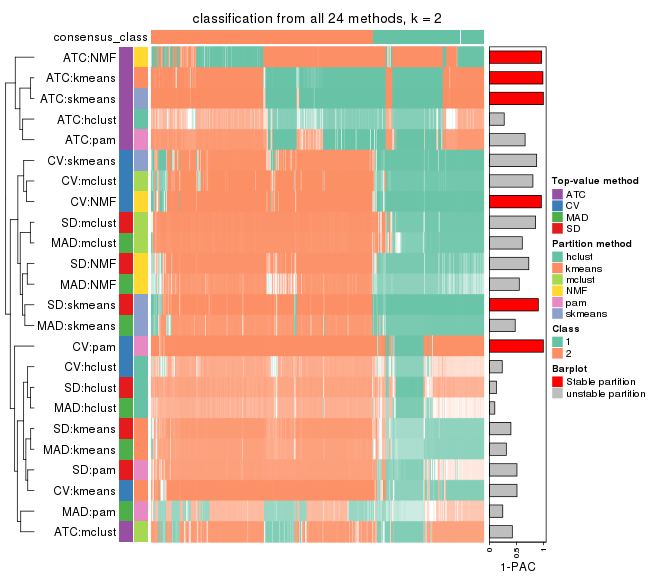 classification from all 24 methods, k = 2
consensus_class
ATC:NMF
ATC:kmeans
ATC:skmeans
ATC:hclust
ATC:pam
CV:skmeans
CV:mclust
CV:NMF
SD:mclust
MAD:mclust
SD:NMF
MAD:NMF
SD:skmeans
MAD:skmeans
CV:pam
CV:hclust
SD:hclust
MAD:hclust
SD:kmeans
MAD:kmeans
SD:pam
CV:kmeans
MAD:pam
ATC:mclust
0 0.5 1
1-PAC
Top-value method
ATC
CV
MAD
SD
Partition method
hclust
kmeans
mclust
NMF
pam
skmeans
Class
1
2
Barplot
Stable partition
unstable partition